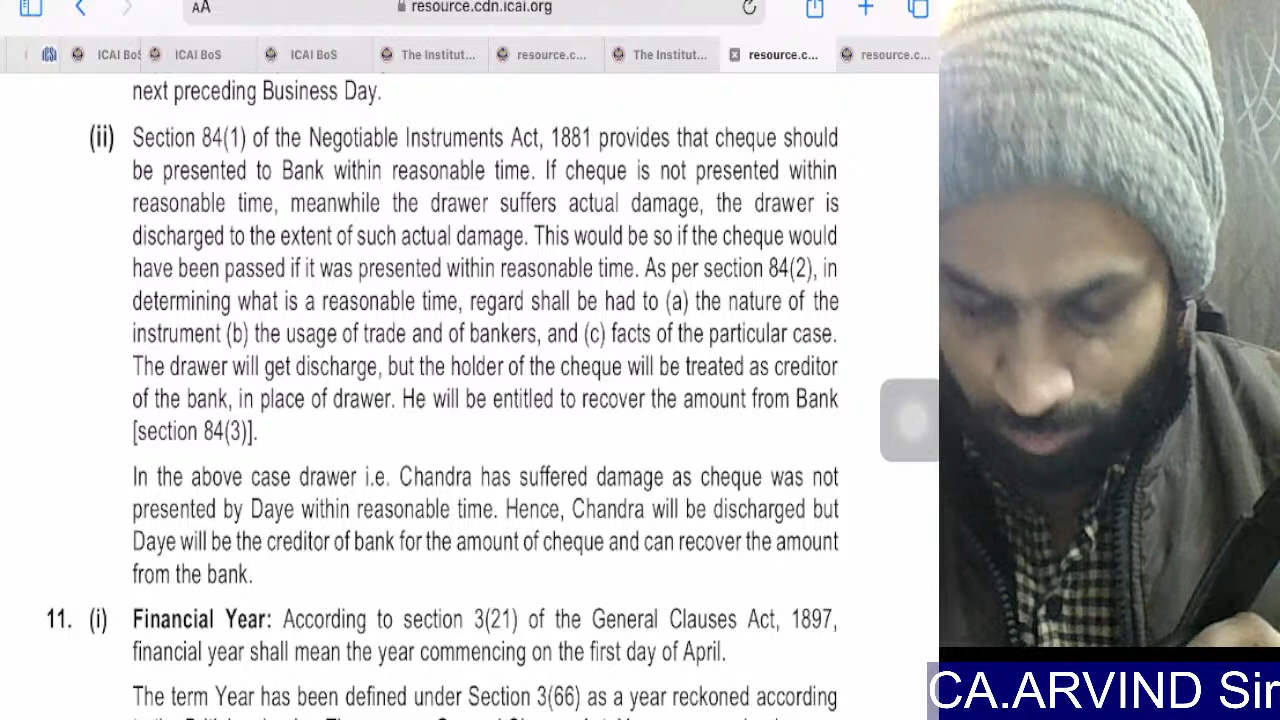 AA
resource.cdn.icai.org
ICSI
ICAI BoS
ICAI BoS
ICAI BoS
The Institut...
resource.c...
The Institut...
resource.c...
resource.c...
next preceding Business Day.
(ii) Section 84(1) of the Negotiable Instruments Act, 1881 provides that cheque should
be presented to Bank within reasonable time. If cheque is not presented within
reasonable time, meanwhile the drawer suffers actual damage, the drawer is
discharged to the extent of such actual damage. This would be so if the cheque would
have been passed if it was presented within reasonable time. As per section 84(2), in
determining what is a reasonable time, regard shall be had to (a) the nature of the
instrument (b) the usage of trade and of bankers, and (c) facts of the particular case.
The drawer will get discharge, but the holder of the cheque will be treated as creditor
of the bank, in place of drawer. He will be entitled to recover the amount from Bank
[section 84(3)].
In the above case drawer i.e. Chandra has suffered damage as cheque was not
presented by Daye within reasonable time. Hence, Chandra will be discharged but
Daye will be the creditor of bank for the amount of cheque and can recover the amount
from the bank.
11. (i) Financial Year: According to section 3(21) of the General Clauses Act, 1897,
financial year shall mean the year commencing on the first day of April.
The term Year has been defined under Section 3(66) as a year reckoned according
CA.ARVIND Sir